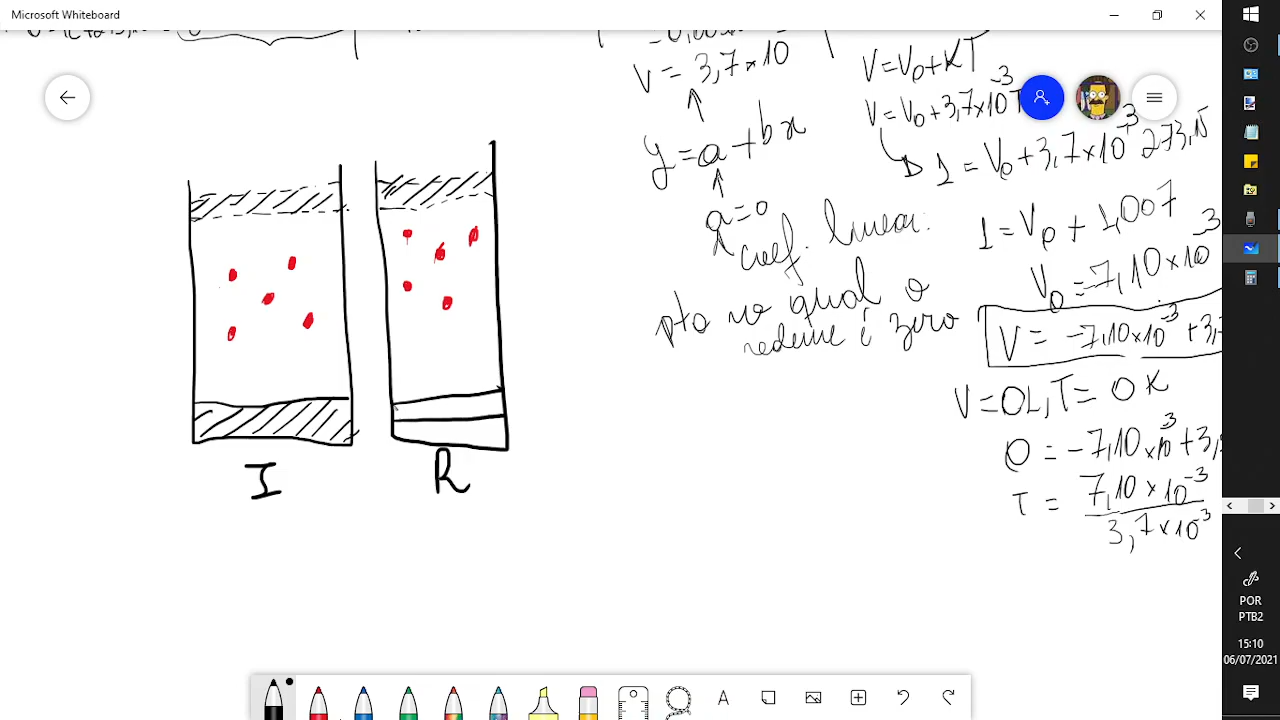 Microsoft Whiteboard
V = 3,7×10
y = a + bx
a = 0
coef. linear:
pto no qual o
redeme é zero
V = V₀ + KT
V = V₀ + 3,7×10⁻³ T
1 = V₀ + 3,7×10⁻³ 273,15
1 = V₀ + 1,007
V₀ = -7,10×10⁻³
V = -7,10×10⁻³ + 3,
V = 0L, T = 0 K
0 = -7,10×10⁻³ + 3,
T = 7,10×10⁻³
3,7×10⁻³
I
R
A
POR
PTB2
15:10
06/07/2021